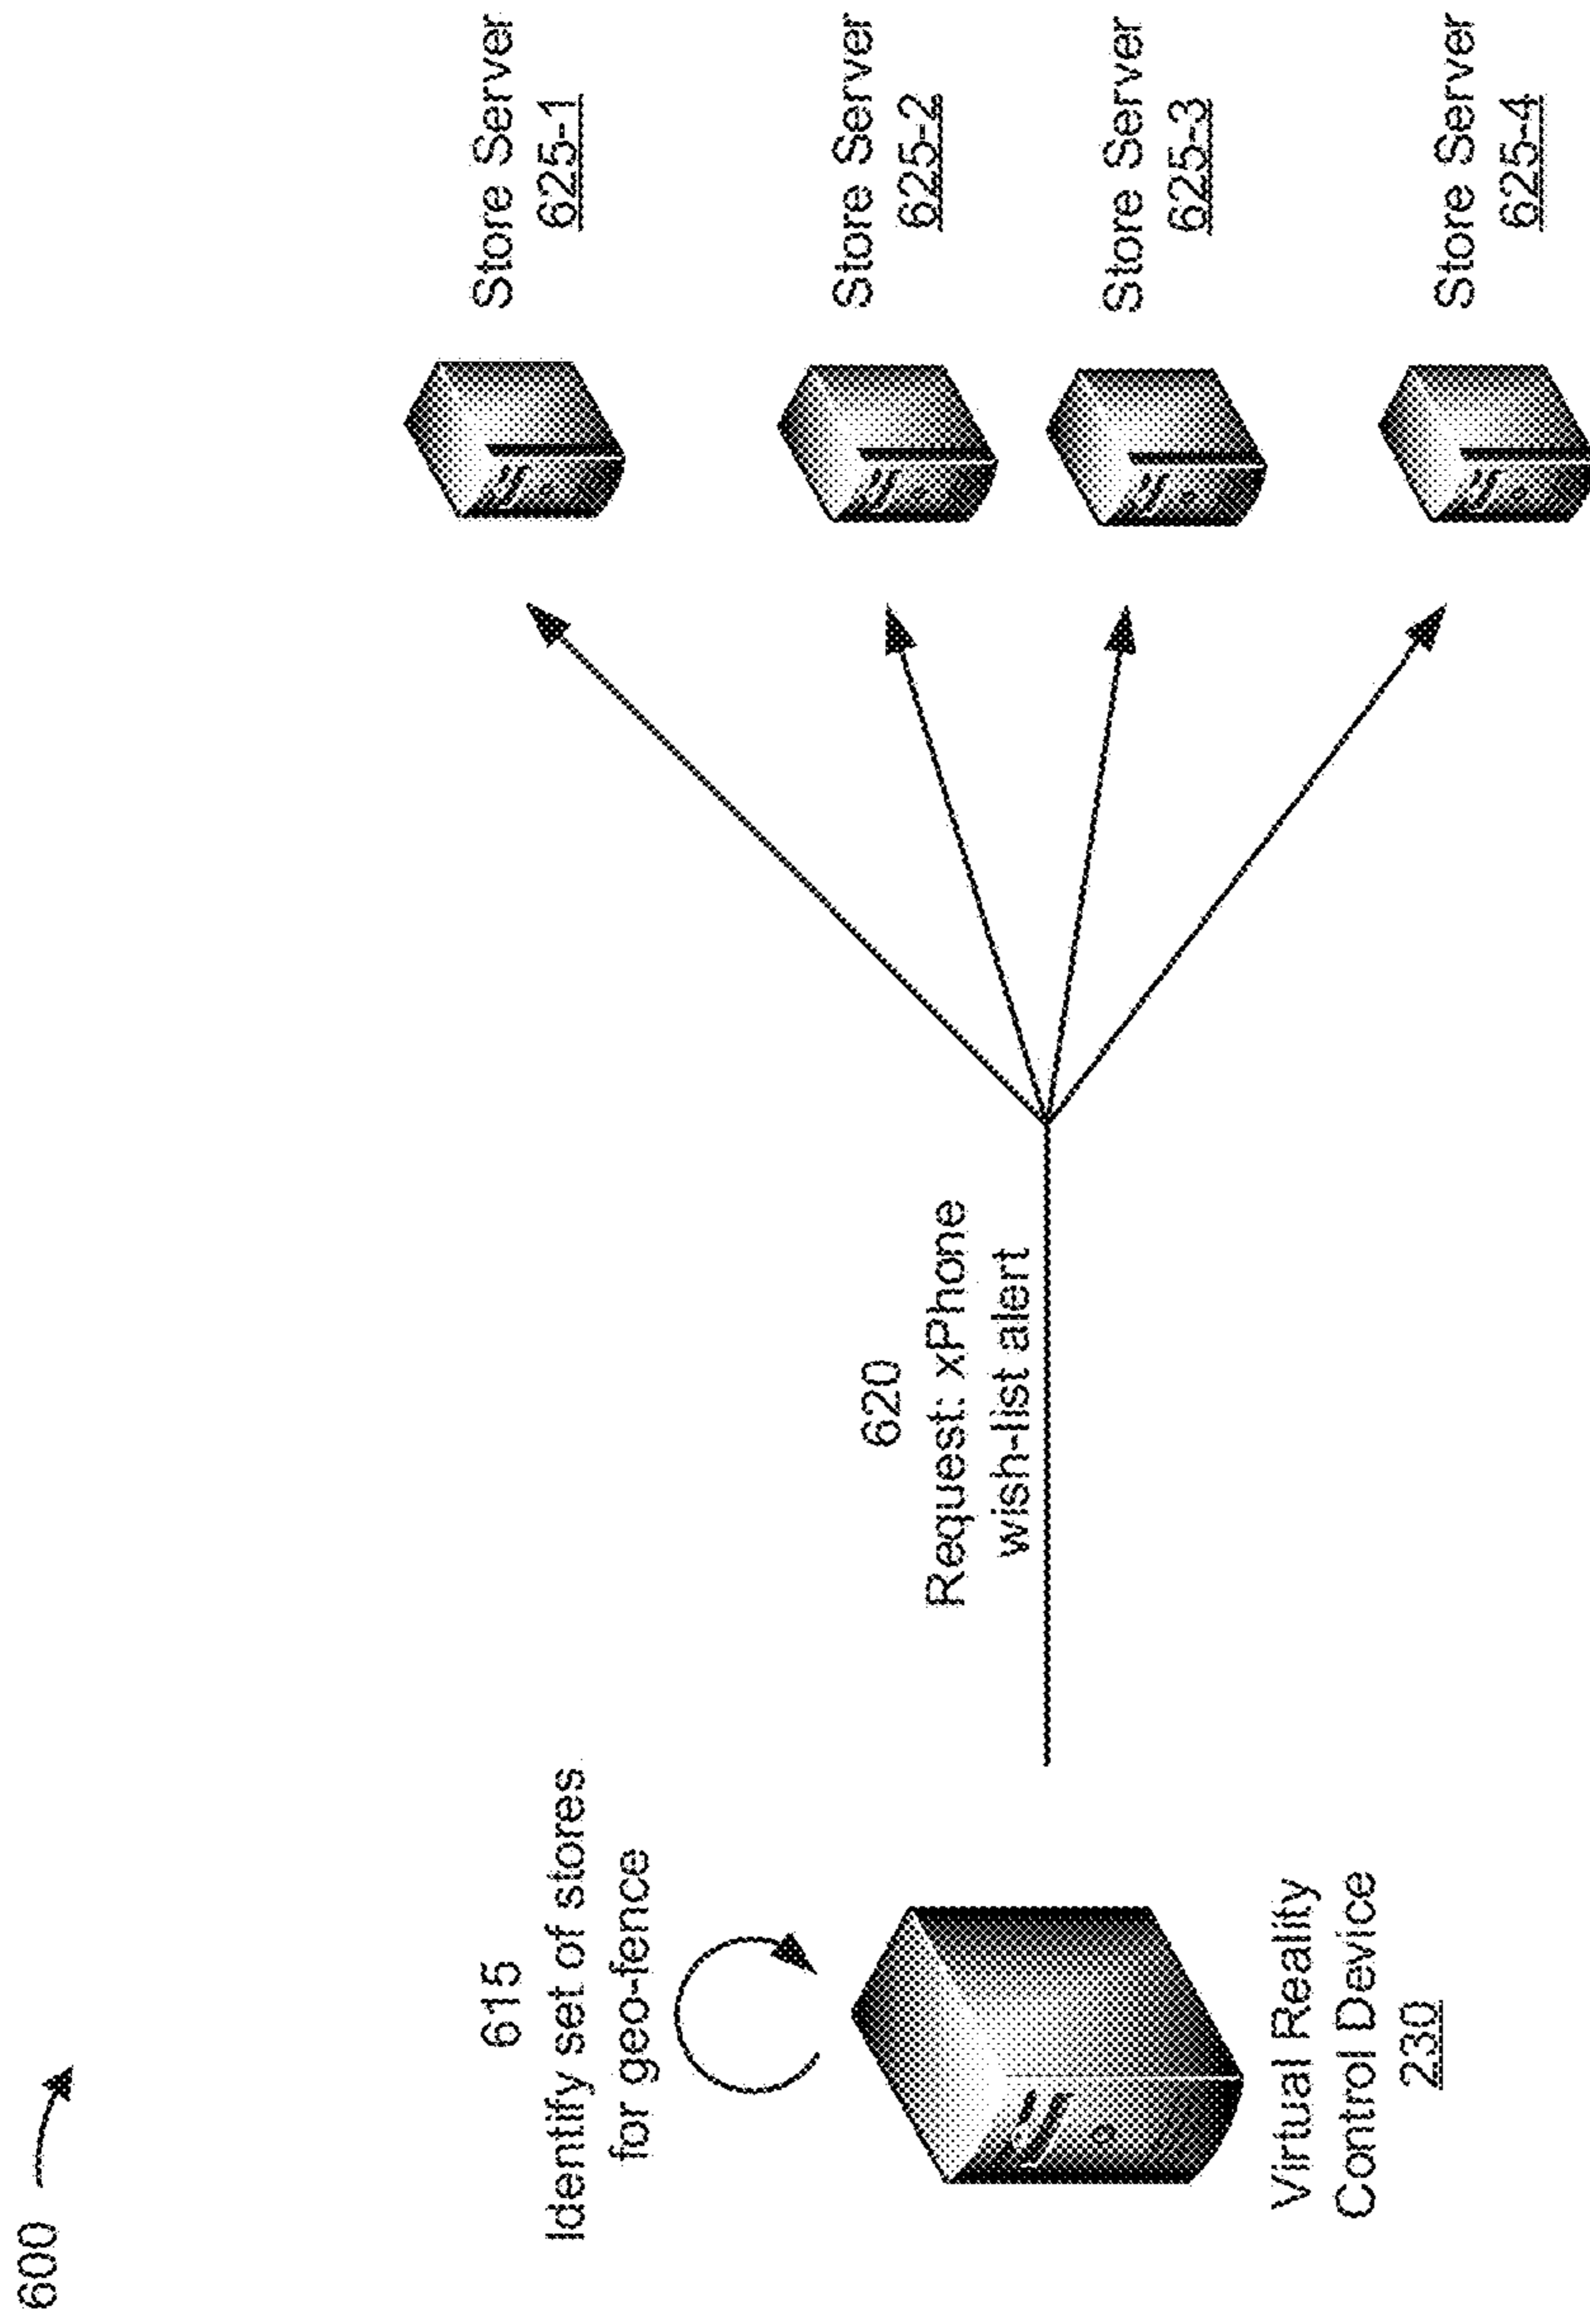 600
615
Identify set of stores
for geo-fence
Virtual Reality
Control Device
230
620
Request: xPhone
wish-list alert
Store Server
625-1
Store Server
625-2
Store Server
625-3
Store Server
625-4